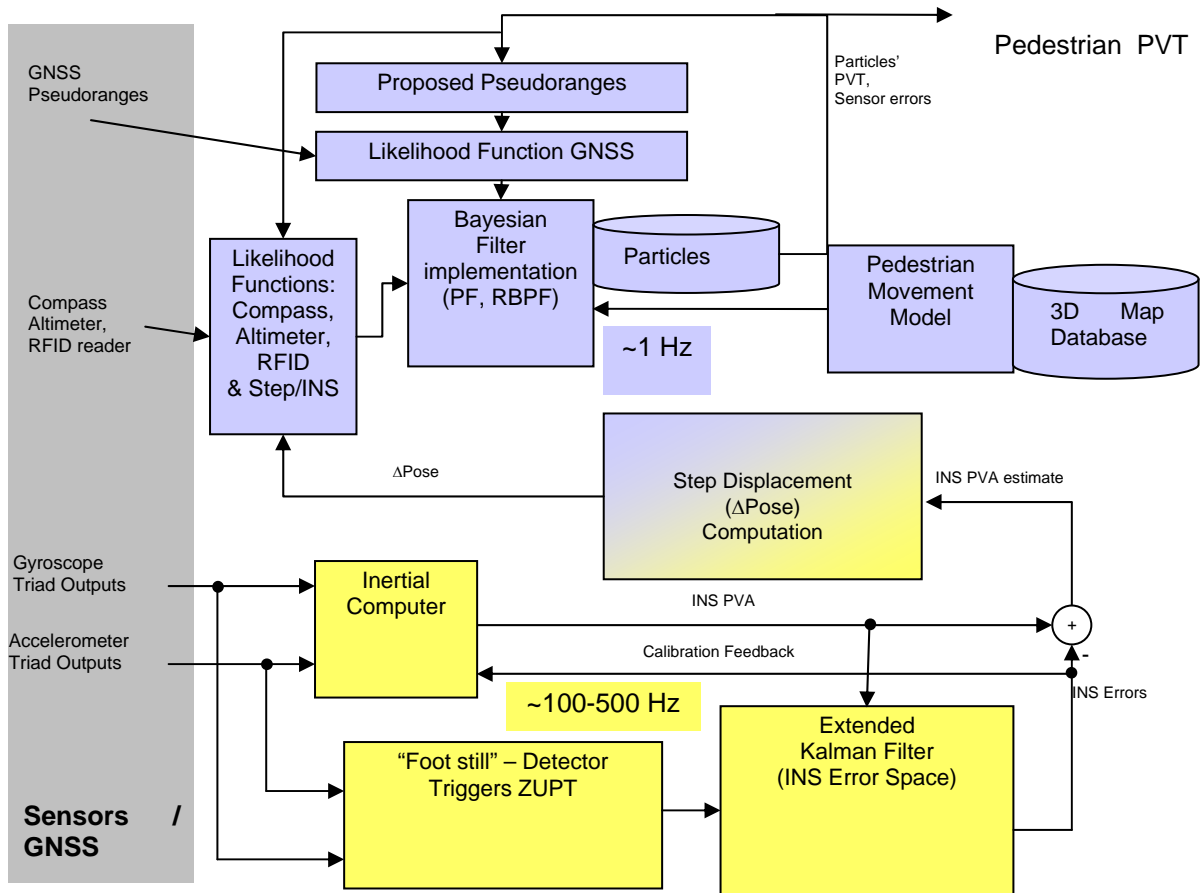 Pedestrian PVT
GNSS
Pseudoranges
Proposed Pseudoranges
Particles'
PVT,
Sensor errors
Likelihood Function GNSS
Bayesian
Filter
implementation
(PF, RBPF)
Particles
Likelihood
Functions:
Compass,
Altimeter,
RFID
& Step/INS
Pedestrian
Movement
Model
3D Map
Database
Compass
Altimeter,
RFID reader
~1 Hz
∆Pose
Step Displacement
(∆Pose)
Computation
INS PVA estimate
Gyroscope
Triad Outputs
Inertial
Computer
INS PVA
+
-
Accelerometer
Triad Outputs
Calibration Feedback
INS Errors
~100-500 Hz
"Foot still" – Detector
Triggers ZUPT
Extended
Kalman Filter
(INS Error Space)
Sensors /
GNSS